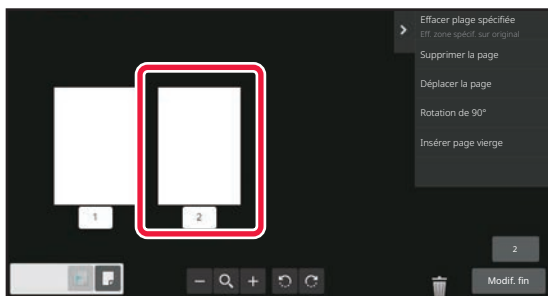 Effacer plage spécifiée
Eff. zone spécif. sur original
Supprimer la page
Déplacer la page
Rotation de 90°
Insérer page vierge
1
2
2
Modif. fin